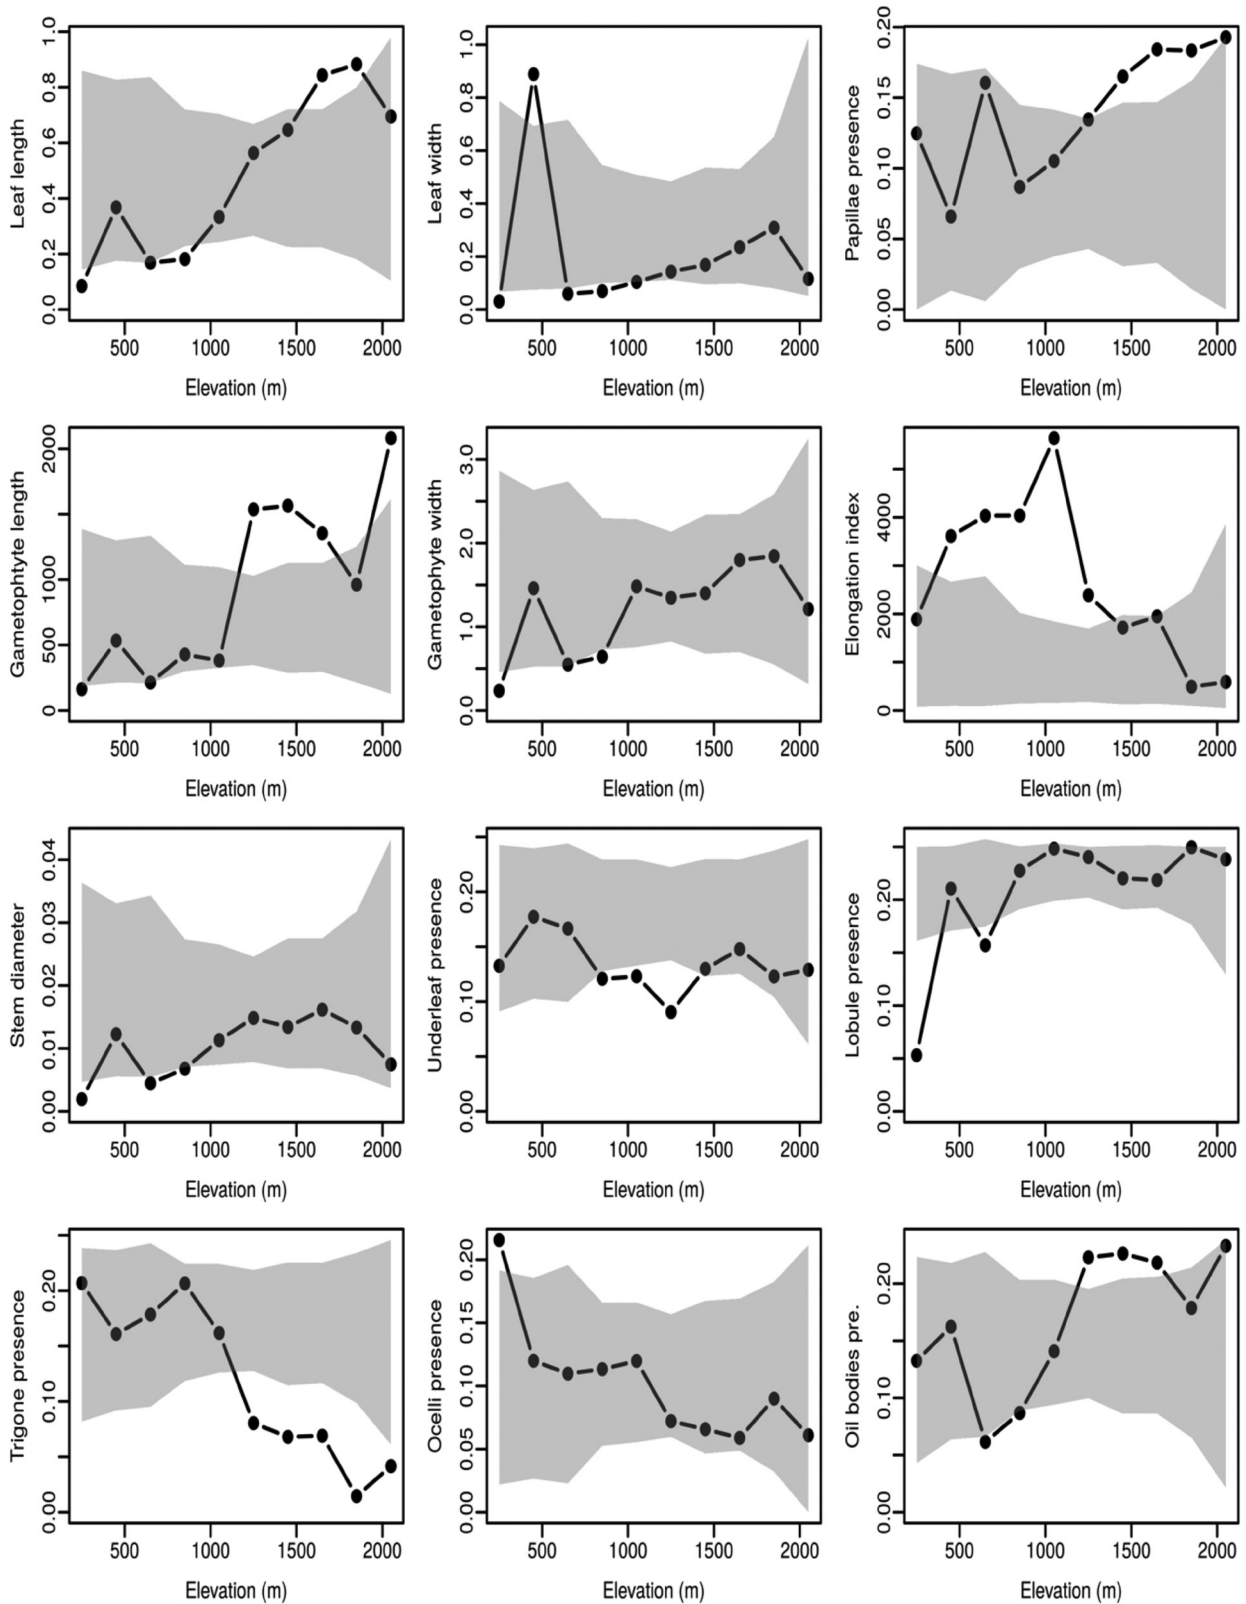 Leaf length
0.0 0.2 0.4 0.6 0.8 1.0
500 1000 1500 2000
Elevation (m)
Leaf width
0.0 0.2 0.4 0.6 0.8 1.0
500 1000 1500 2000
Elevation (m)
Papillae presence
0.00 0.05 0.10 0.15 0.20
500 1000 1500 2000
Elevation (m)
Gametophyte length
0 500 1000 2000
500 1000 1500 2000
Elevation (m)
Gametophyte width
0.0 1.0 2.0 3.0
500 1000 1500 2000
Elevation (m)
Elongation index
0 2000 4000
500 1000 1500 2000
Elevation (m)
Stem diameter
0.00 0.01 0.02 0.03 0.04
500 1000 1500 2000
Elevation (m)
Underleaf presence
0.00 0.10 0.20
500 1000 1500 2000
Elevation (m)
Lobule presence
0.00 0.10 0.20
500 1000 1500 2000
Elevation (m)
Trigone presence
0.00 0.10 0.20
500 1000 1500 2000
Elevation (m)
Ocelli presence
0.00 0.05 0.10 0.15 0.20
500 1000 1500 2000
Elevation (m)
Oil bodies pre.
0.00 0.10 0.20
500 1000 1500 2000
Elevation (m)